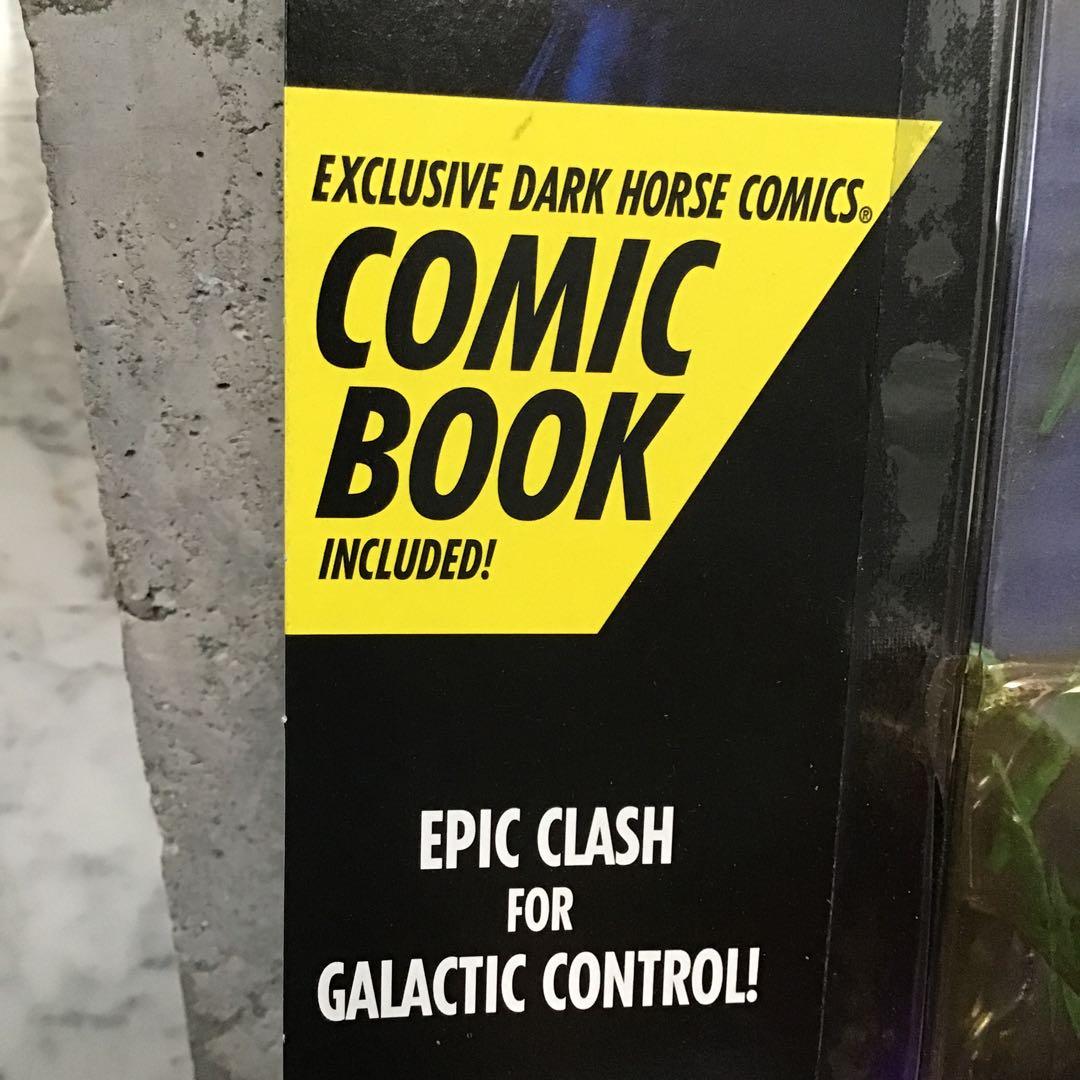 EXCLUSIVE DARK HORSE COMICS®
COMIC
BOOK
INCLUDED!
EPIC CLASH
FOR
GALACTIC CONTROL!